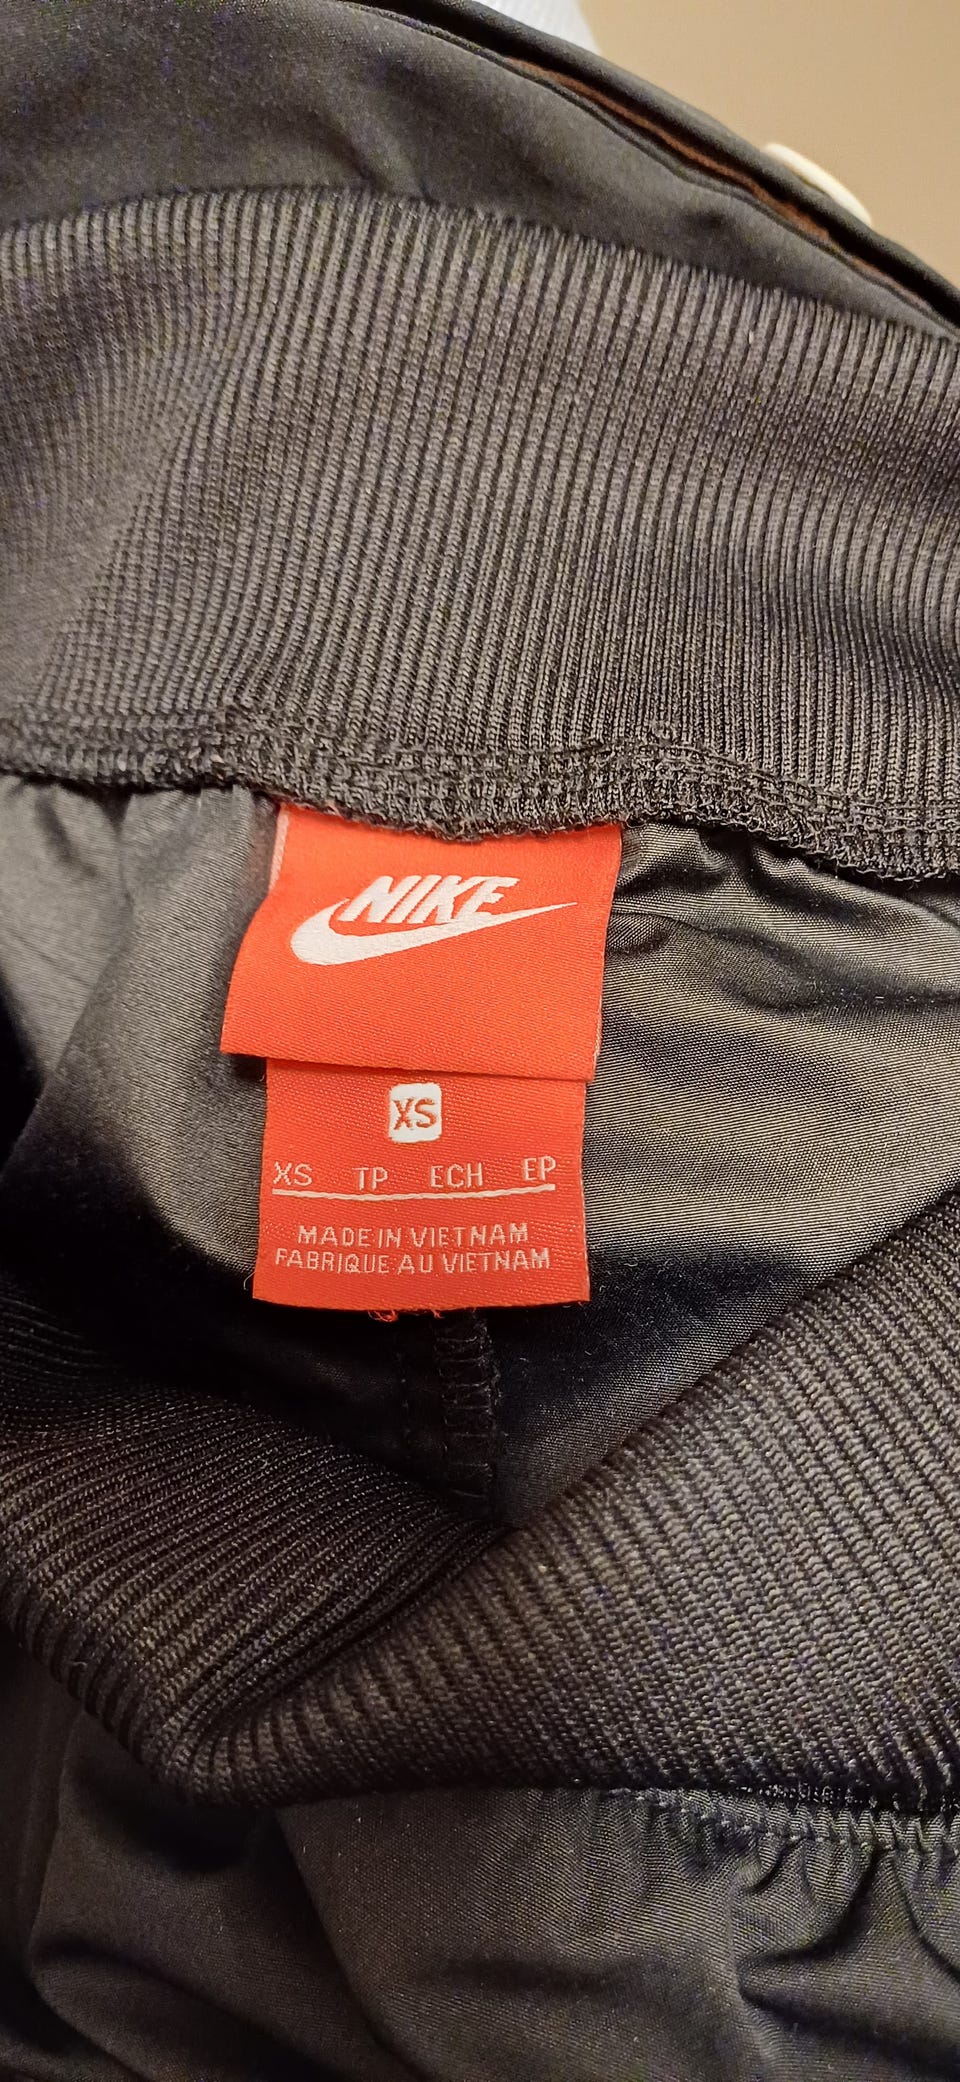 NIKE
XS
XS TP ECH EP
MADE IN VIETNAM
FABRIQUE AU VIETNAM